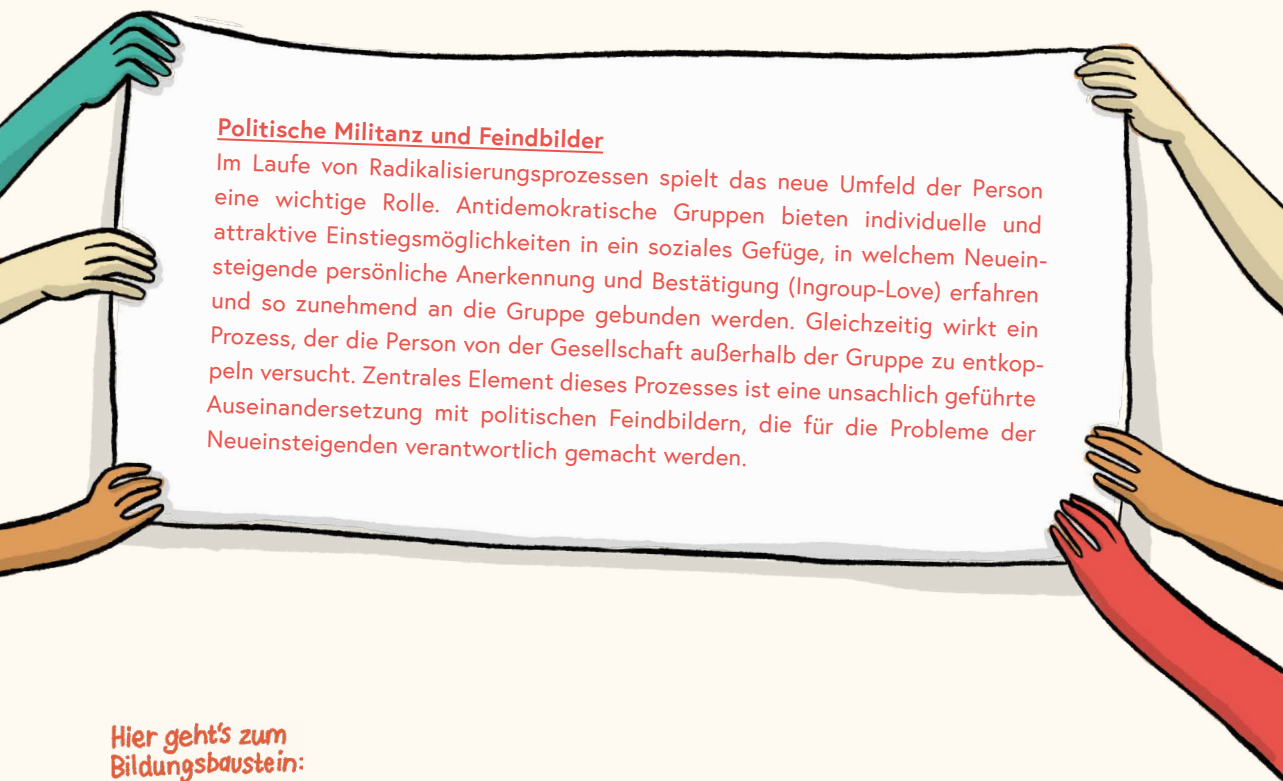 Politische Militanz und Feindbilder
Im Laufe von Radikalisierungsprozessen spielt das neue Umfeld der Person
eine wichtige Rolle. Antidemokratische Gruppen bieten individuelle und
attraktive Einstiegsmöglichkeiten in ein soziales Gefüge, in welchem Neuein-
steigende persönliche Anerkennung und Bestätigung (Ingroup-Love) erfahren
und so zunehmend an die Gruppe gebunden werden. Gleichzeitig wirkt ein
Prozess, der die Person von der Gesellschaft außerhalb der Gruppe zu entkop-
peln versucht. Zentrales Element dieses Prozesses ist eine unsachlich geführte
Auseinandersetzung mit politischen Feindbildern, die für die Probleme der
Neueinsteigenden verantwortlich gemacht werden.
Hier geht's zum
Bildungsbaustein: